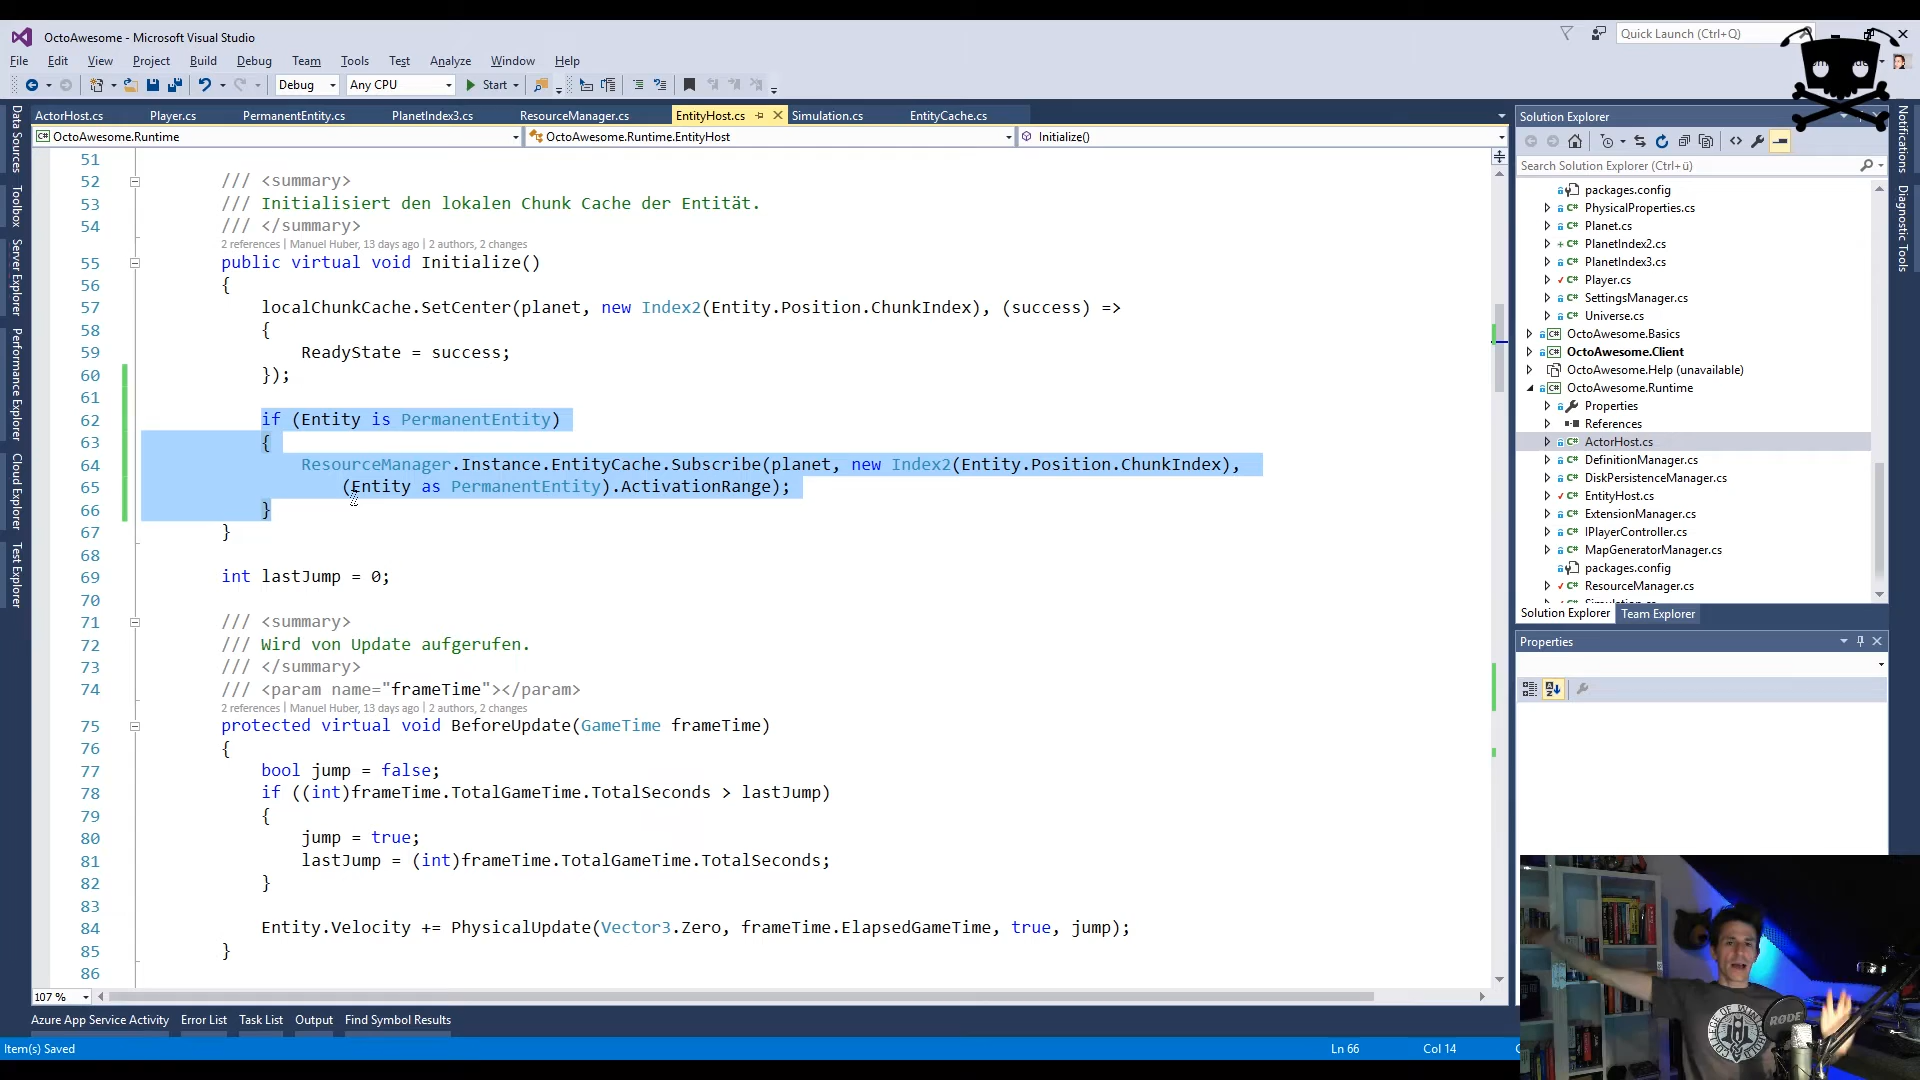 OctoAwesome - Microsoft Visual Studio
Quick Launch (Ctrl+Q)
File Edit View Project Build Debug Team Tools Test Analyze Window Help
Debug Any CPU Start
ActorHost.cs Player.cs PermanentEntity.cs PlanetIndex3.cs ResourceManager.cs EntityHost.cs Simulation.cs EntityCache.cs
OctoAwesome.Runtime OctoAwesome.Runtime.EntityHost Initialize()
51
52 /// <summary>
53 /// Initialisiert den lokalen Chunk Cache der Entität.
54 /// </summary>
2 references | Manuel Huber, 13 days ago | 2 authors, 2 changes
55 public virtual void Initialize()
56 {
57 localChunkCache.SetCenter(planet, new Index2(Entity.Position.ChunkIndex), (success) =>
58 {
59 ReadyState = success;
60 });
61
62 if (Entity is PermanentEntity)
63 {
64 ResourceManager.Instance.EntityCache.Subscribe(planet, new Index2(Entity.Position.ChunkIndex),
65 (Entity as PermanentEntity).ActivationRange);
66 }
67 }
68
69 int lastJump = 0;
70
71 /// <summary>
72 /// Wird von Update aufgerufen.
73 /// </summary>
74 /// <param name="frameTime"></param>
2 references | Manuel Huber, 13 days ago | 2 authors, 2 changes
75 protected virtual void BeforeUpdate(GameTime frameTime)
76 {
77 bool jump = false;
78 if ((int)frameTime.TotalGameTime.TotalSeconds > lastJump)
79 {
80 jump = true;
81 lastJump = (int)frameTime.TotalGameTime.TotalSeconds;
82 }
83
84 Entity.Velocity += PhysicalUpdate(Vector3.Zero, frameTime.ElapsedGameTime, true, jump);
85 }
86
107 %
Azure App Service Activity Error List Task List Output Find Symbol Results
Item(s) Saved Ln 66 Col 14
Data Sources
Toolbox
Server Explorer
Performance Explorer
Cloud Explorer
Test Explorer
Solution Explorer
Search Solution Explorer (Ctrl+ü)
packages.config
C# PhysicalProperties.cs
C# Planet.cs
C# PlanetIndex2.cs
C# PlanetIndex3.cs
C# Player.cs
C# SettingsManager.cs
C# Universe.cs
C# OctoAwesome.Basics
C# OctoAwesome.Client
OctoAwesome.Help (unavailable)
C# OctoAwesome.Runtime
Properties
References
C# ActorHost.cs
C# DefinitionManager.cs
C# DiskPersistenceManager.cs
C# EntityHost.cs
C# ExtensionManager.cs
C# IPlayerController.cs
C# MapGeneratorManager.cs
packages.config
C# ResourceManager.cs
Simulation.cs
Solution Explorer Team Explorer
Properties
Notifications
Diagnostic Tools
RØDE